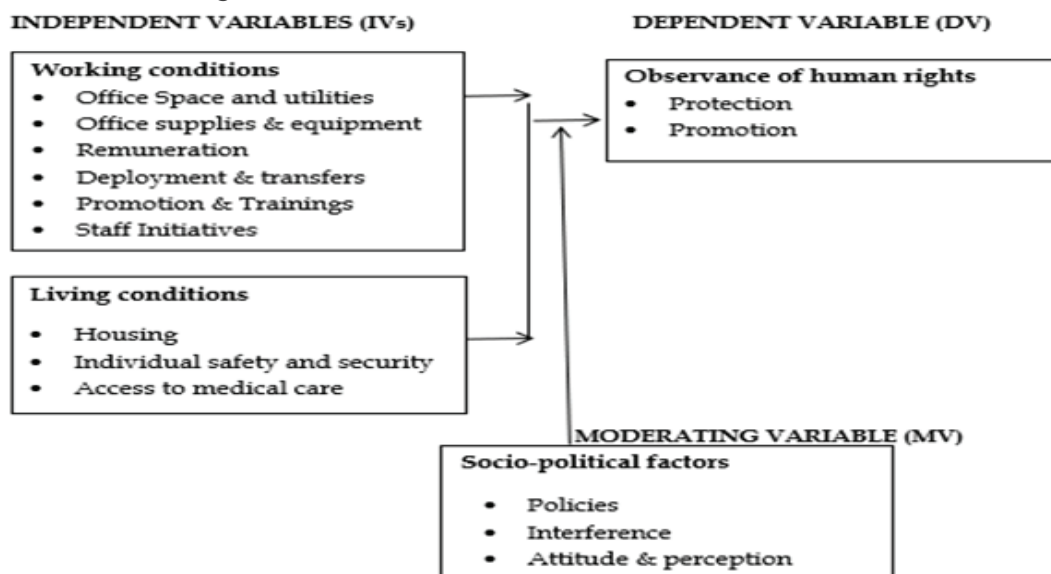 INDEPENDENT VARIABLES (IVs)
DEPENDENT VARIABLE (DV)
Working conditions
• Office Space and utilities
• Office supplies & equipment
• Remuneration
• Deployment & transfers
• Promotion & Trainings
• Staff Initiatives
Observance of human rights
• Protection
• Promotion
Living conditions
• Housing
• Individual safety and security
• Access to medical care
MODERATING VARIABLE (MV)
Socio-political factors
• Policies
• Interference
• Attitude & perception